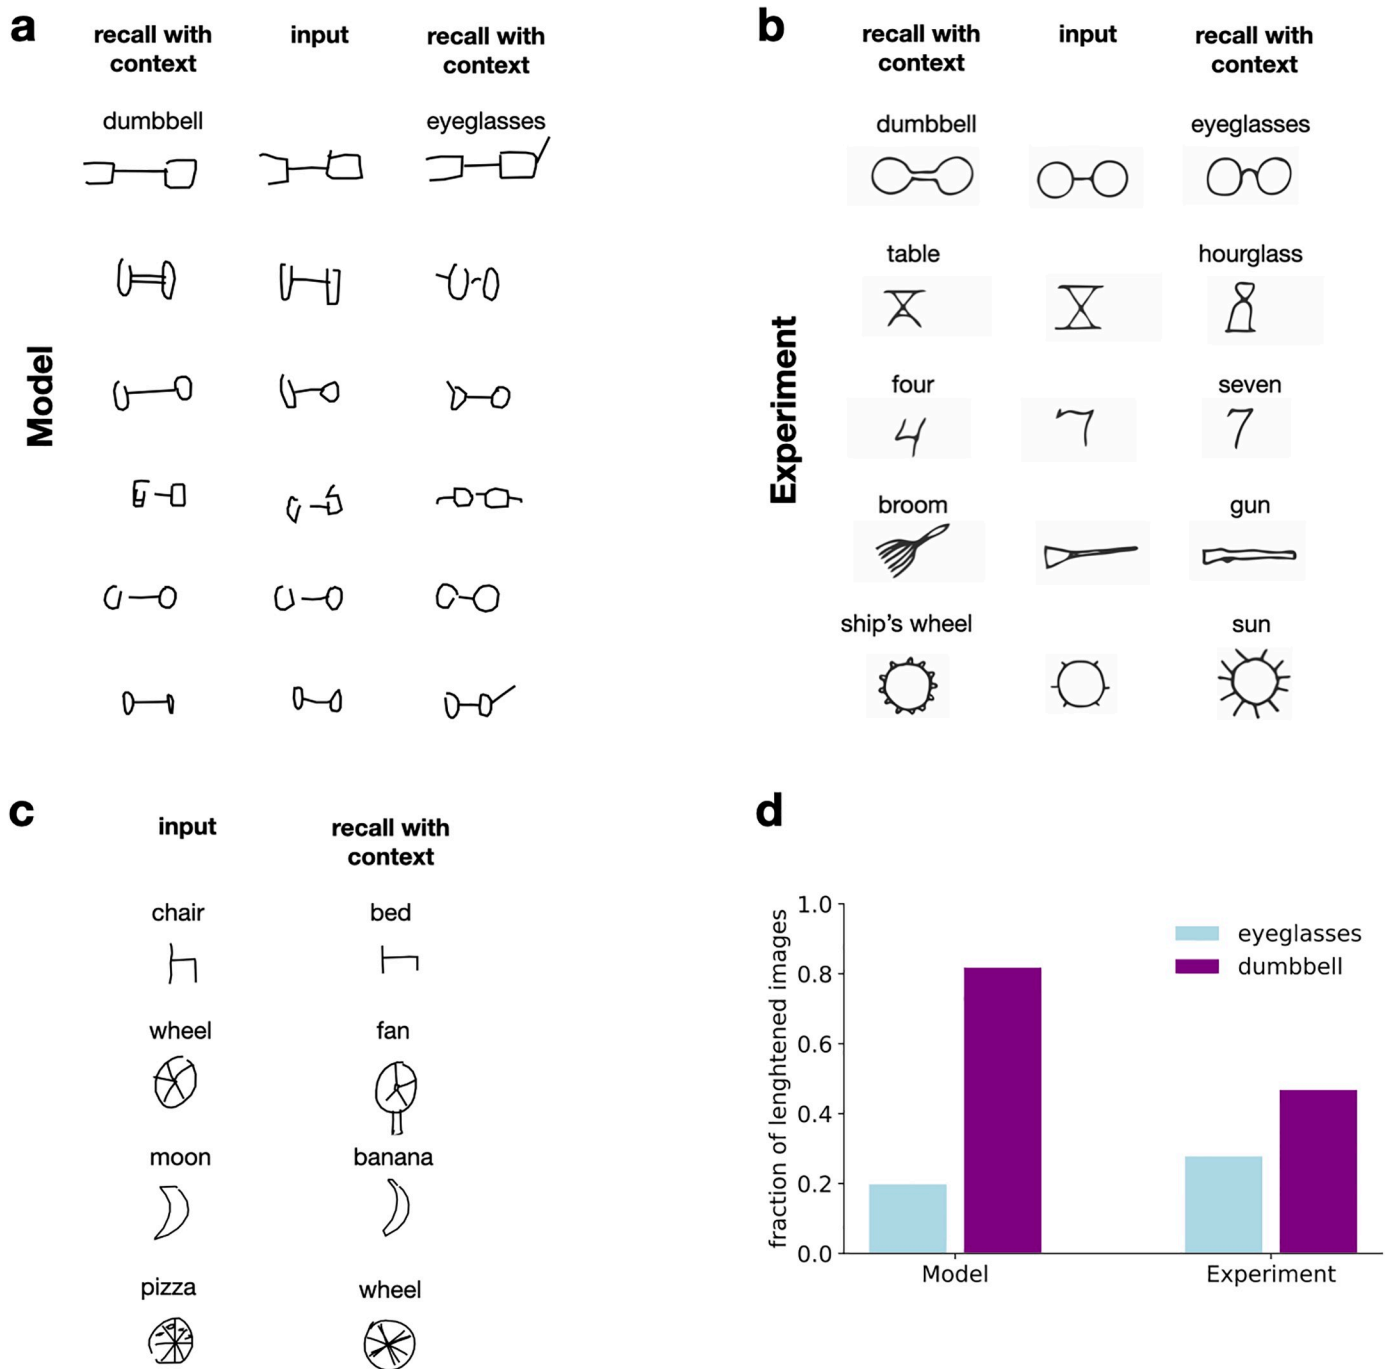 a
recall with
context
input
recall with
context
dumbbell
eyeglasses
Model
b
recall with
context
input
recall with
context
dumbbell
eyeglasses
table
hourglass
four
seven
broom
gun
ship's wheel
sun
Experiment
c
input
recall with
context
chair
bed
wheel
fan
moon
banana
pizza
wheel
d
fraction of lenghtened images
1.0
0.8
0.6
0.4
0.2
0.0
eyeglasses
dumbbell
Model
Experiment